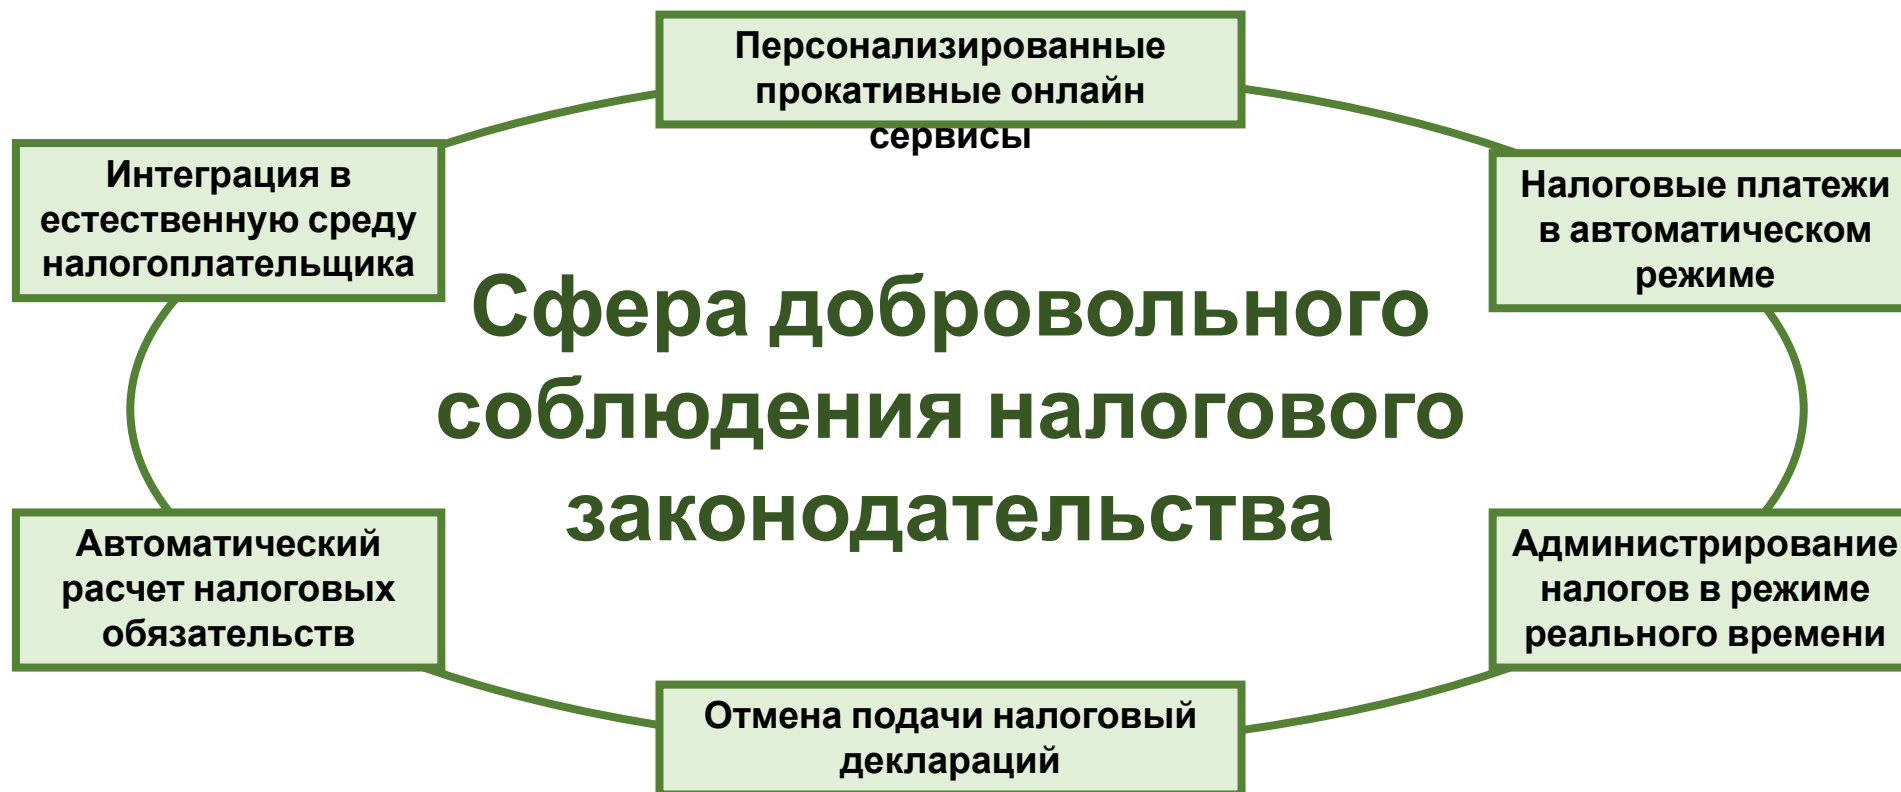 Персонализированные
прокативные онлайн
сервисы
Интеграция в
естественную среду
налогоплательщика
Налоговые платежи
в автоматическом
режиме
Сфера добровольного
соблюдения налогового
законодательства
Автоматический
расчет налоговых
обязательств
Администрирование
налогов в режиме
реального времени
Отмена подачи налоговый
деклараций